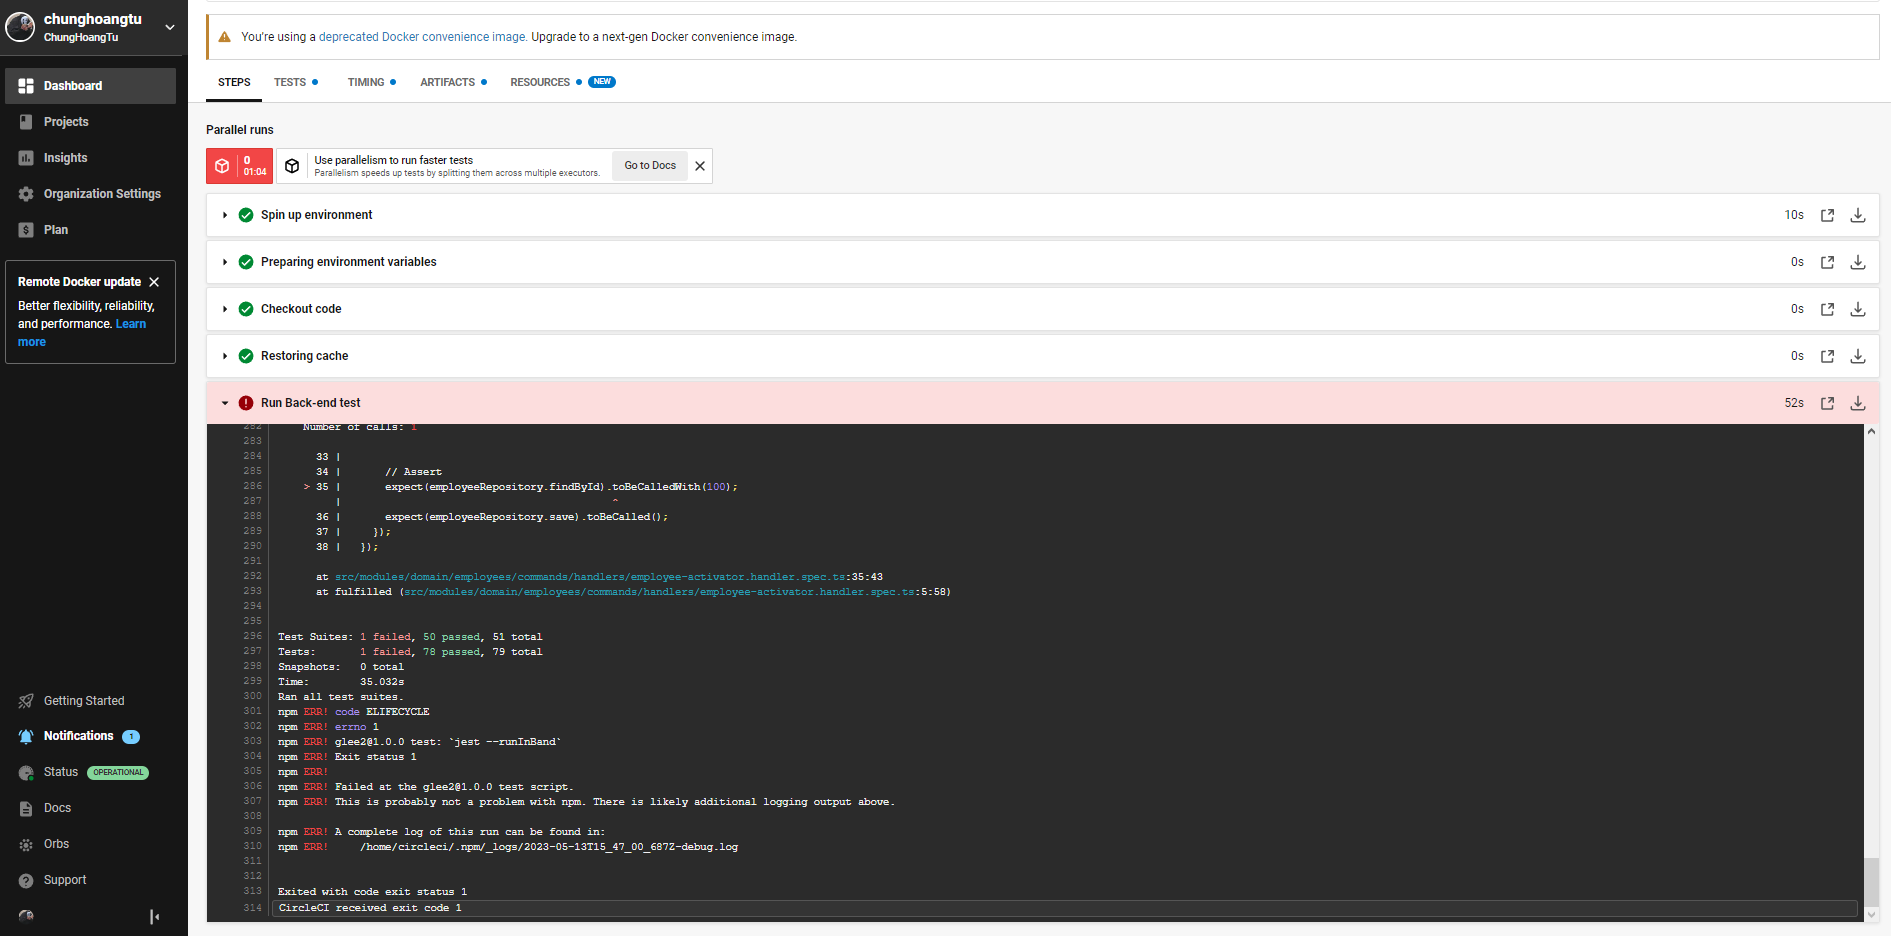 chunghoangtu
ChungHoangTu
Dashboard
Projects
Insights
Organization Settings
Plan
Remote Docker update
Better flexibility, reliability,
and performance. Learn
more
Getting Started
Notifications 1
Status OPERATIONAL
Docs
Orbs
Support
You're using a deprecated Docker convenience image. Upgrade to a next-gen Docker convenience image.
STEPS TESTS TIMING ARTIFACTS RESOURCES NEW
Parallel runs
0
01:04
Use parallelism to run faster tests
Parallelism speeds up tests by splitting them across multiple executors.
Go to Docs
Spin up environment 10s
Preparing environment variables 0s
Checkout code 0s
Restoring cache 0s
Run Back-end test 52s
282 Number of calls: 1
283
284 33 |
285 34 | // Assert
286 > 35 | expect(employeeRepository.findById).toBeCalledWith(100);
287 | ^
288 36 | expect(employeeRepository.save).toBeCalled();
289 37 | });
290 38 | });
291
292 at src/modules/domain/employees/commands/handlers/employee-activator.handler.spec.ts:35:43
293 at fulfilled (src/modules/domain/employees/commands/handlers/employee-activator.handler.spec.ts:5:58)
294
295
296 Test Suites: 1 failed, 50 passed, 51 total
297 Tests: 1 failed, 78 passed, 79 total
298 Snapshots: 0 total
299 Time: 35.032s
300 Ran all test suites.
301 npm ERR! code ELIFECYCLE
302 npm ERR! errno 1
303 npm ERR! glee2@1.0.0 test: `jest --runInBand`
304 npm ERR! Exit status 1
305 npm ERR!
306 npm ERR! Failed at the glee2@1.0.0 test script.
307 npm ERR! This is probably not a problem with npm. There is likely additional logging output above.
308
309 npm ERR! A complete log of this run can be found in:
310 npm ERR! /home/circleci/.npm/_logs/2023-05-13T15_47_00_687Z-debug.log
311
312
313 Exited with code exit status 1
314 CircleCI received exit code 1